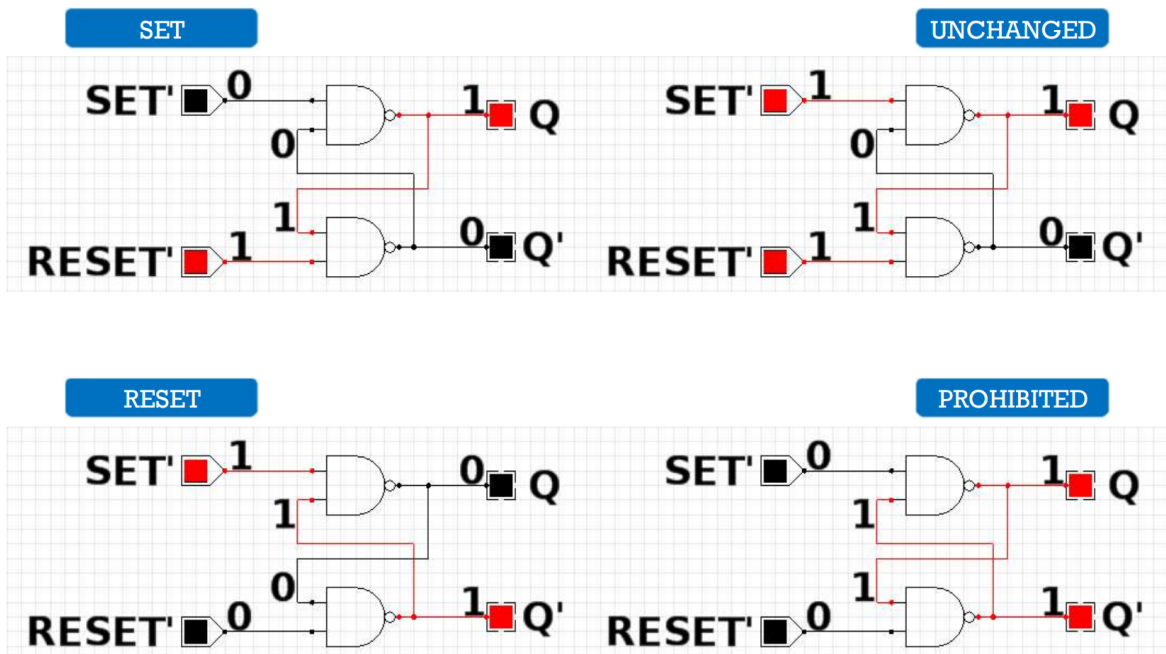 SET
SET' 0 1 Q
0
1
RESET' 1 0 Q'
UNCHANGED
SET' 1 1 Q
0
1
RESET' 1 0 Q'
RESET
SET' 1 0 Q
1
0
RESET' 0 1 Q'
PROHIBITED
SET' 0 1 Q
1
1
RESET' 0 1 Q'